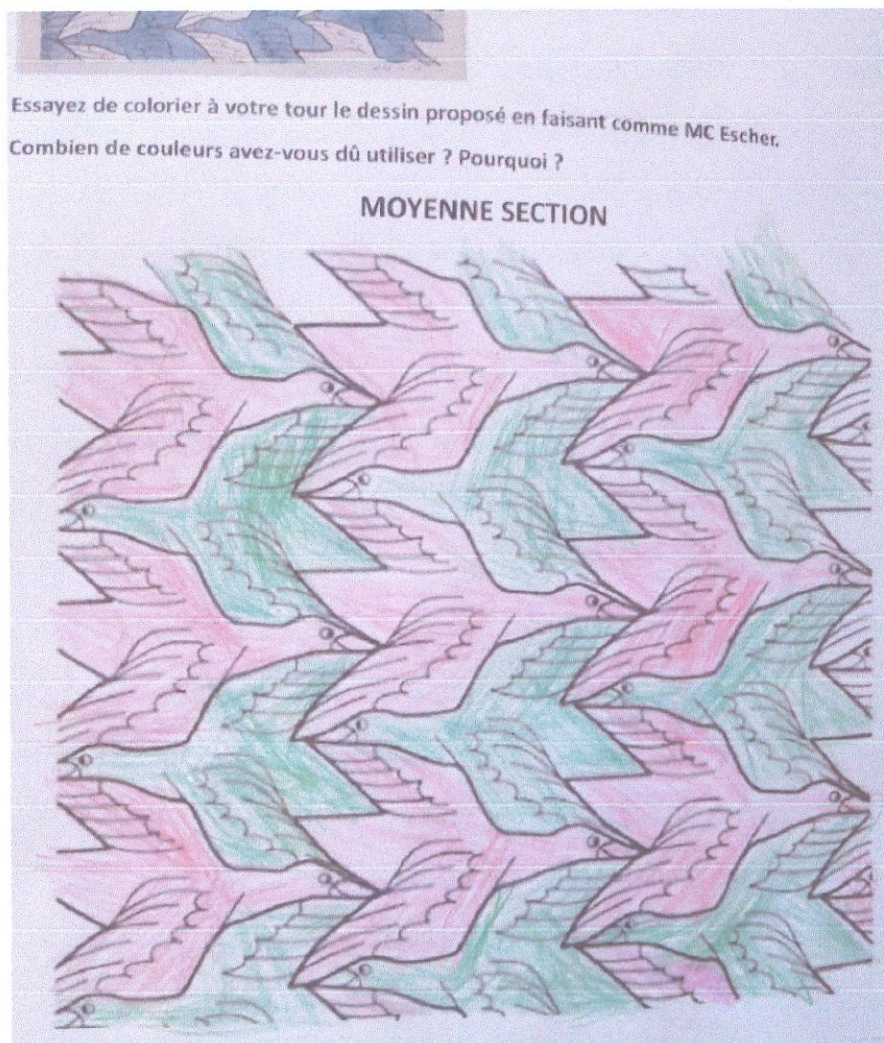 Essayez de colorier à votre tour le dessin proposé en faisant comme MC Escher.
Combien de couleurs avez-vous dû utiliser ? Pourquoi ?
MOYENNE SECTION